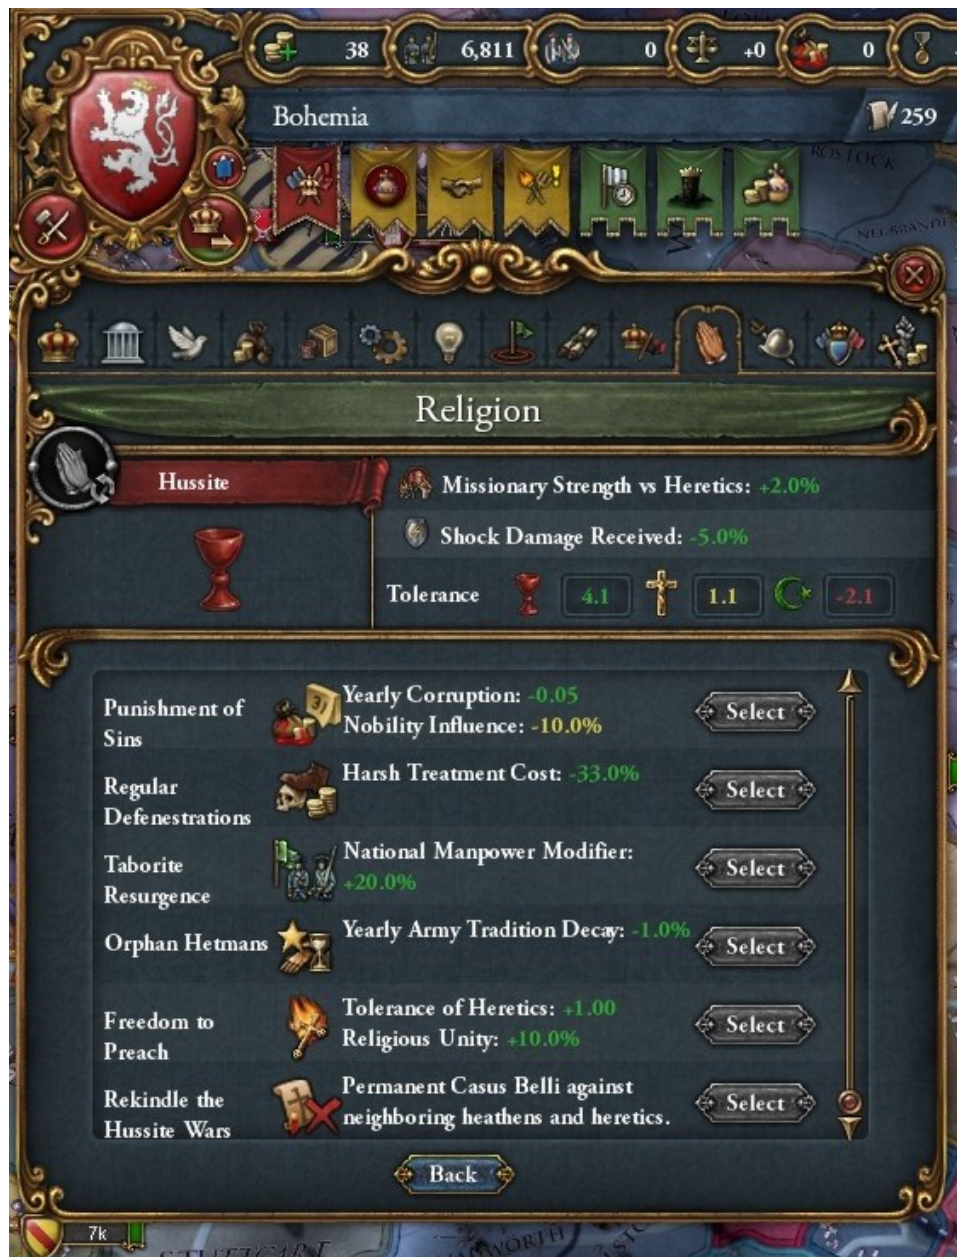 38 6,811 0 +0 0
Bohemia 259
ROSTOCK
Religion
Hussite
Missionary Strength vs Heretics: +2.0%
Shock Damage Received: -5.0%
Tolerance 4.1 1.1 -2.1
Punishment of
Sins
Yearly Corruption: -0.05
Nobility Influence: -10.0%
Select
Regular
Defenestrations
Harsh Treatment Cost: -33.0%
Select
Taborite
Resurgence
National Manpower Modifier:
+20.0%
Select
Orphan Hetmans
Yearly Army Tradition Decay: -1.0%
Select
Freedom to
Preach
Tolerance of Heretics: +1.00
Religious Unity: +10.0%
Select
Rekindle the
Hussite Wars
Permanent Casus Belli against
neighboring heathens and heretics.
Select
Back
7k